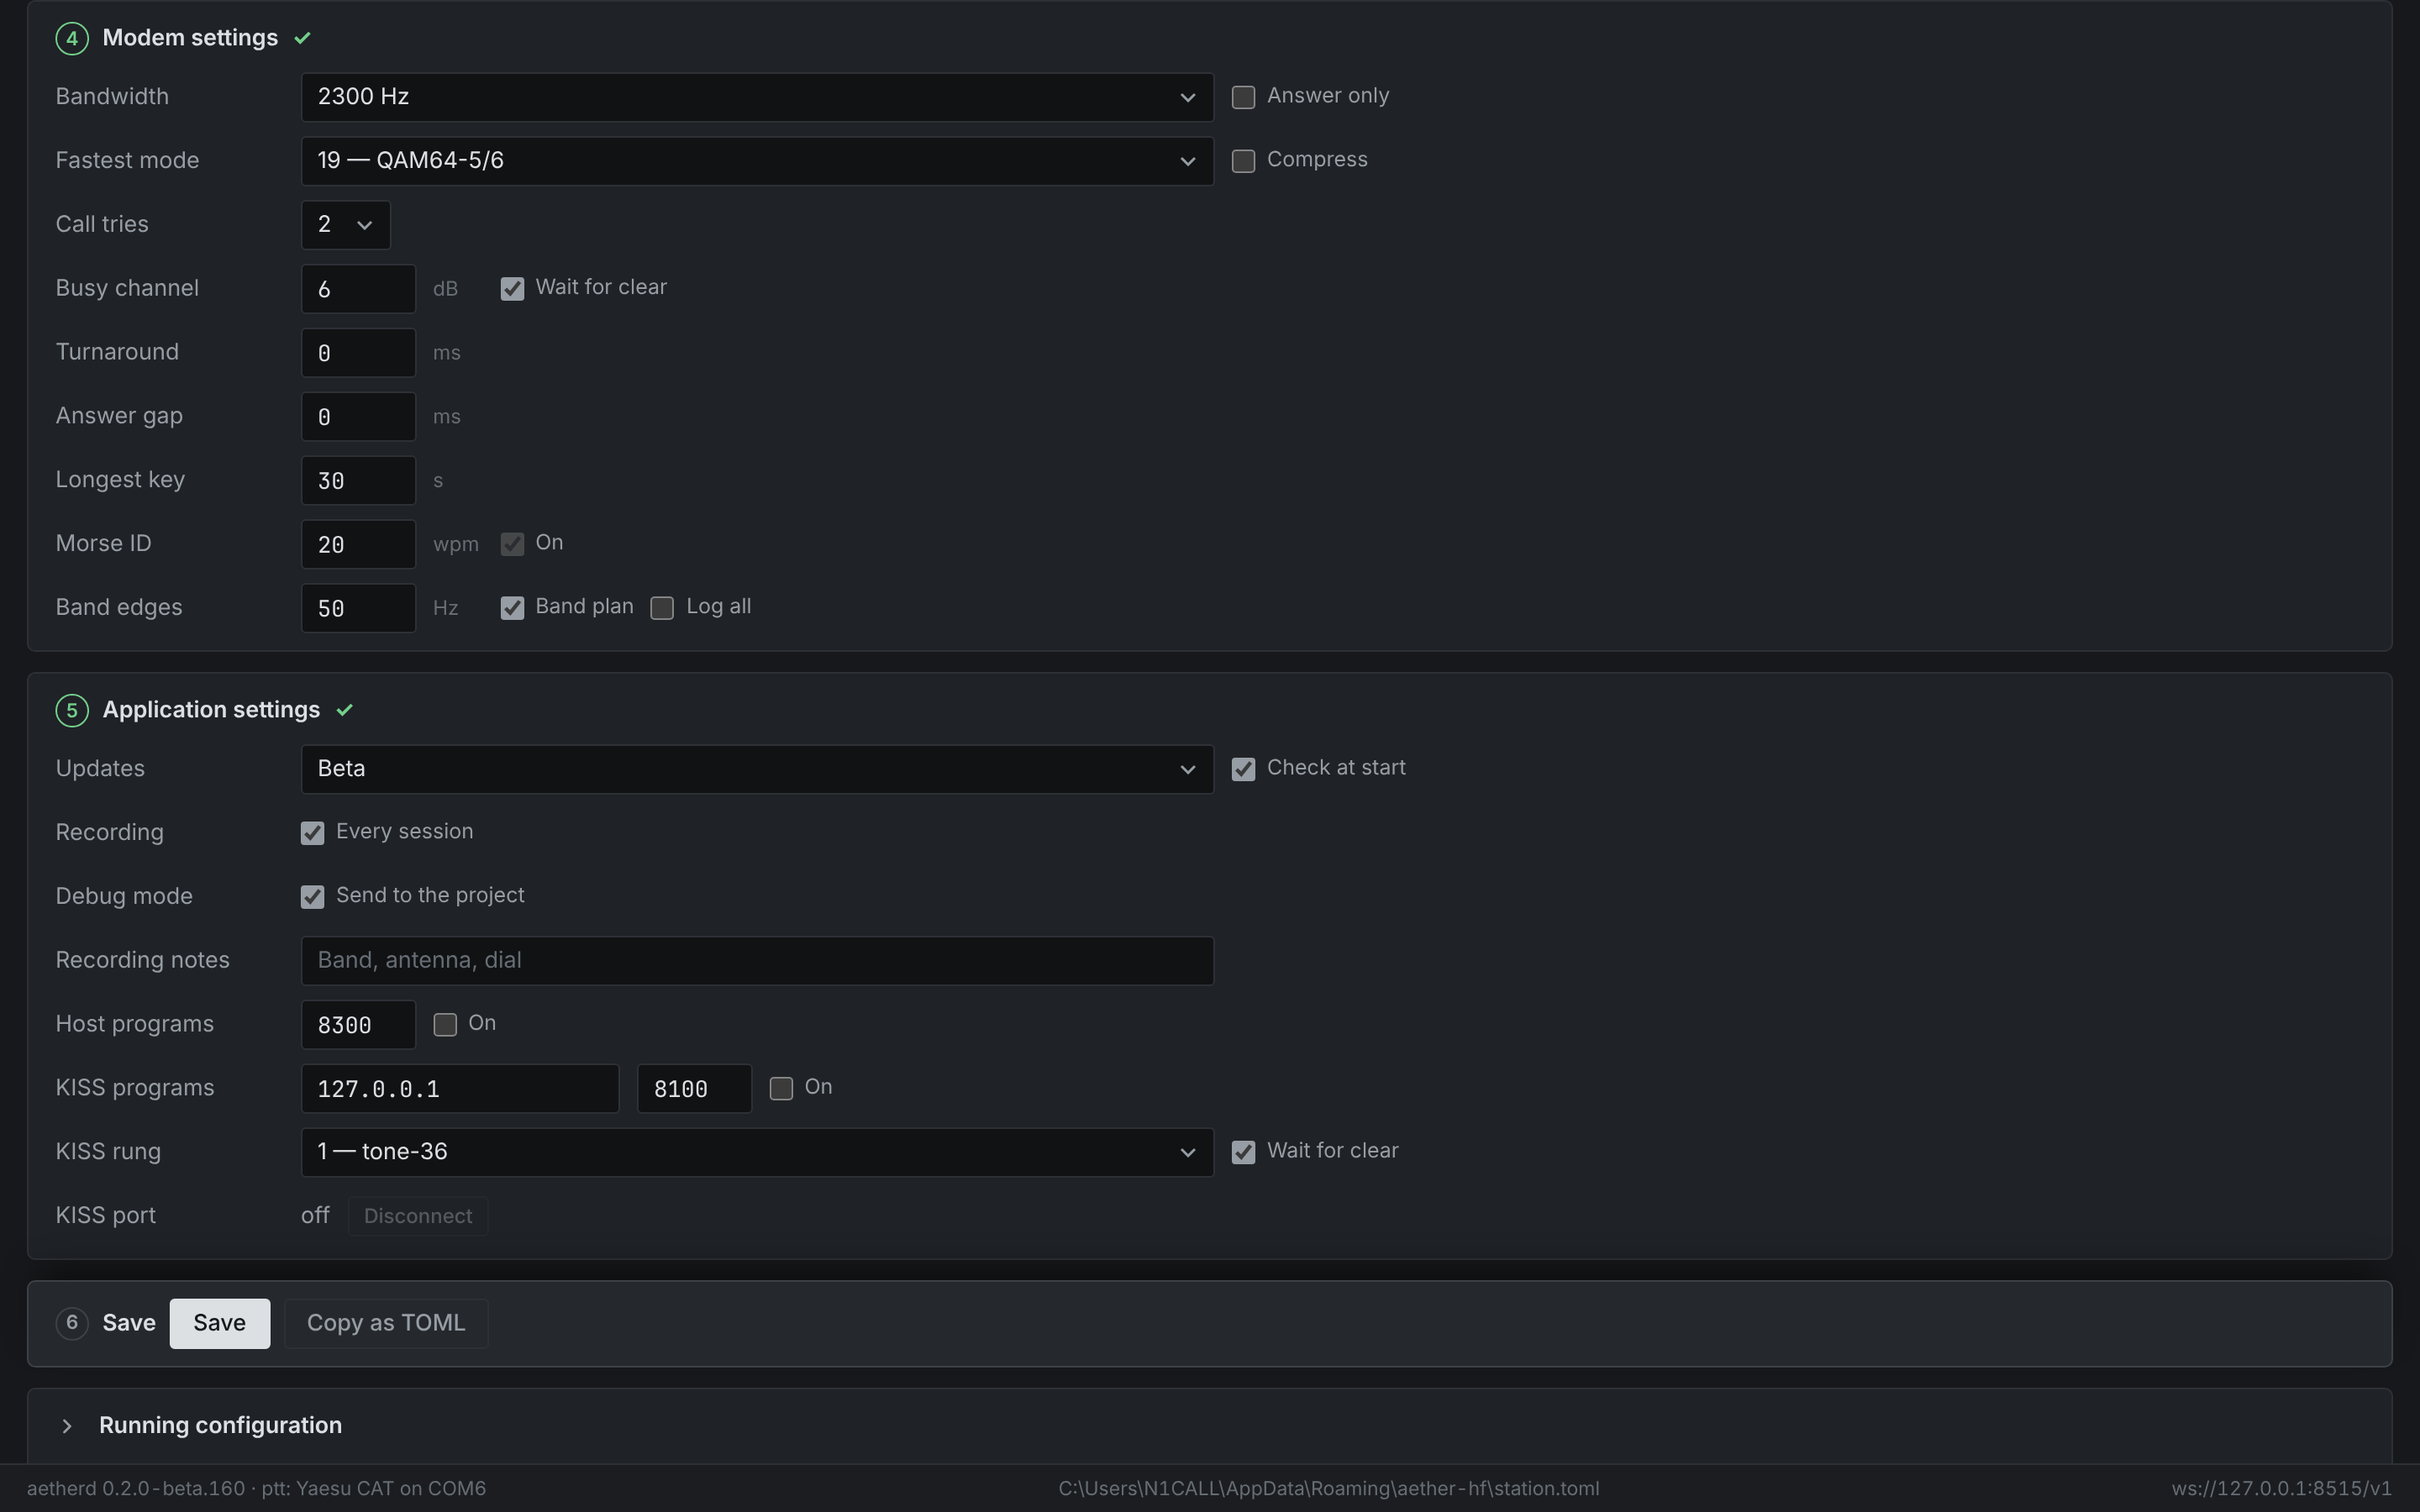 4 Modem settings
Bandwidth 2300 Hz Answer only
Fastest mode 19 — QAM64-5/6 Compress
Call tries 2
Busy channel 6 dB Wait for clear
Turnaround 0 ms
Answer gap 0 ms
Longest key 30 s
Morse ID 20 wpm On
Band edges 50 Hz Band plan Log all
5 Application settings
Updates Beta Check at start
Recording Every session
Debug mode Send to the project
Recording notes Band, antenna, dial
Host programs 8300 On
KISS programs 127.0.0.1 8100 On
KISS rung 1 — tone-36 Wait for clear
KISS port off Disconnect
6 Save Save Copy as TOML
Running configuration
aetherd 0.2.0-beta.160 · ptt: Yaesu CAT on COM6 C:\Users\N1CALL\AppData\Roaming\aether-hf\station.toml ws://127.0.0.1:8515/v1